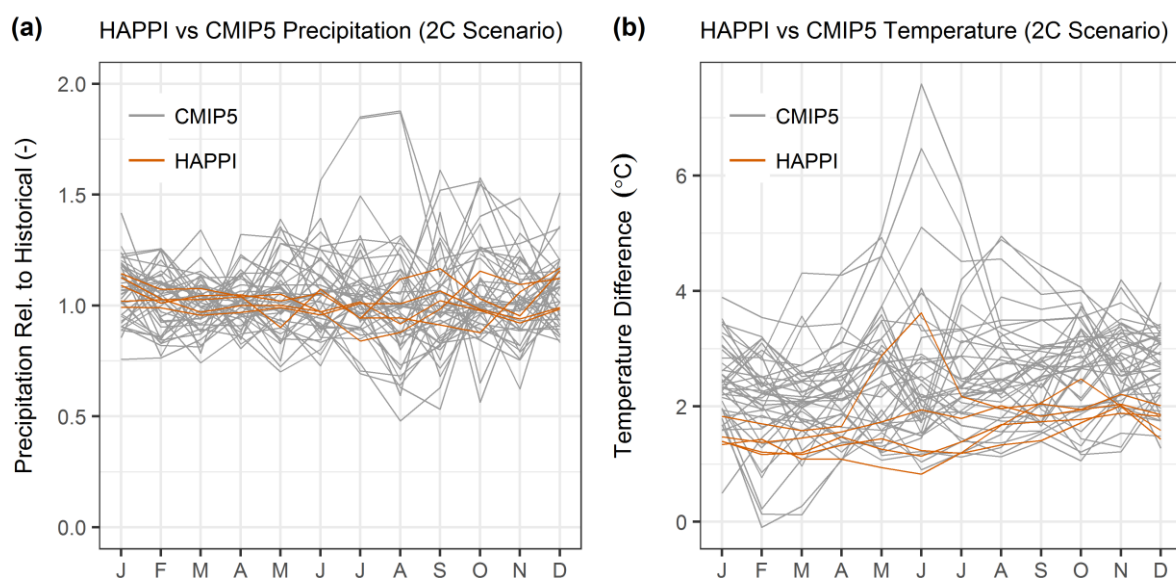 (a) HAPPI vs CMIP5 Precipitation (2C Scenario)
Precipitation Rel. to Historical (-)
2.0
1.5
1.0
0.5
0.0
CMIP5
HAPPI
J F M A M J J A S O N D
(b) HAPPI vs CMIP5 Temperature (2C Scenario)
Temperature Difference (°C)
6
4
2
0
CMIP5
HAPPI
J F M A M J J A S O N D